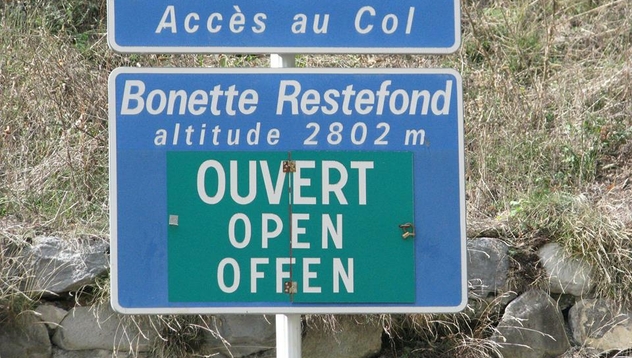 Accès au Col
Bonette Restefond
altitude 2802 m
OUVERT
OPEN
OFFEN